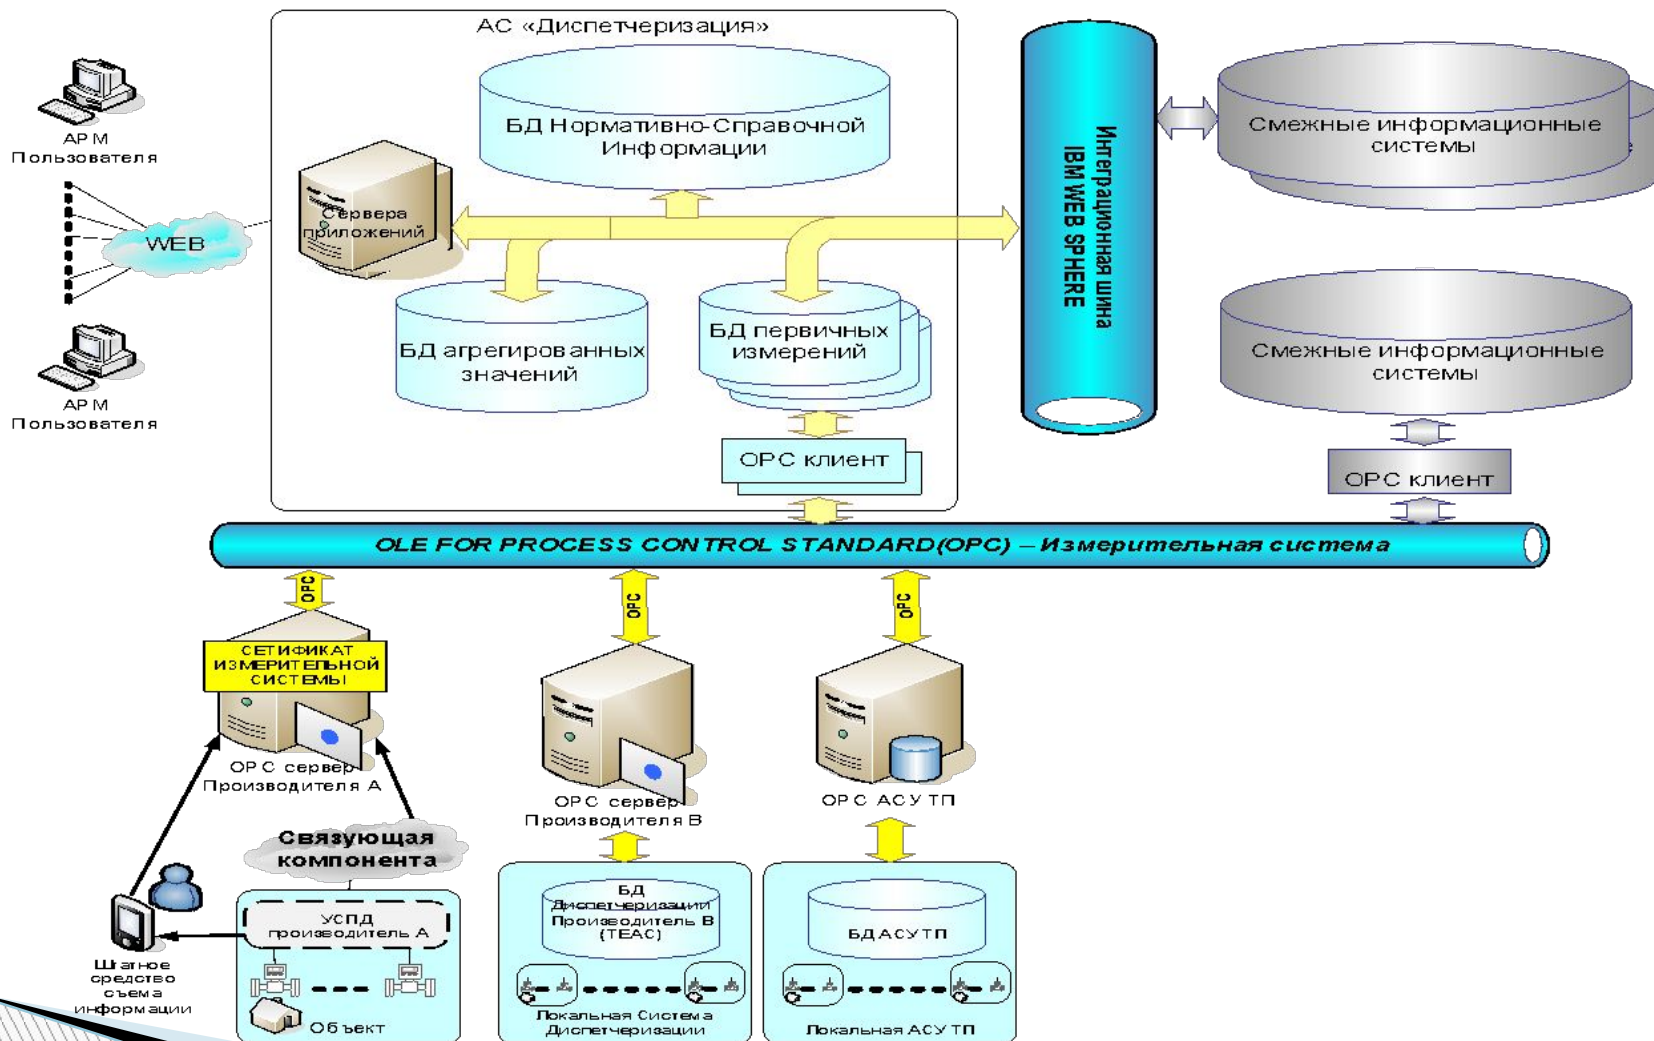 АС «Диспетчеризация»
АРМ
Пользователя
WEB
АРМ
Пользователя
БД Нормативно-Справочной
Информации
Сервера
приложений
БД агрегированных
значений
БД первичных
измерений
ОРС клиент
Интеграционная шина
IBM WEB SPHERE
Смежные информационные
системы
Смежные информационные
системы
ОРС клиент
OLE FOR PROCESS CONTROL STANDARD(OPC) – Измерительная система
OPC
OPC
OPC
СЕТИФИКАТ
ИЗМЕРИТЕЛЬНОЙ
СИСТЕМЫ
ОРС сервер
Производителя А
ОРС сервер
Производителя В
ОРС АСУ ТП
Связующая
компонента
УСПД
производитель А
Штатное
средство
съема
информации
Объект
БД
Диспетчеризации
Производитель В
(ТЕАС)
Локальная Система
Диспетчеризации
БД АСУ ТП
Локальная АСУ ТП